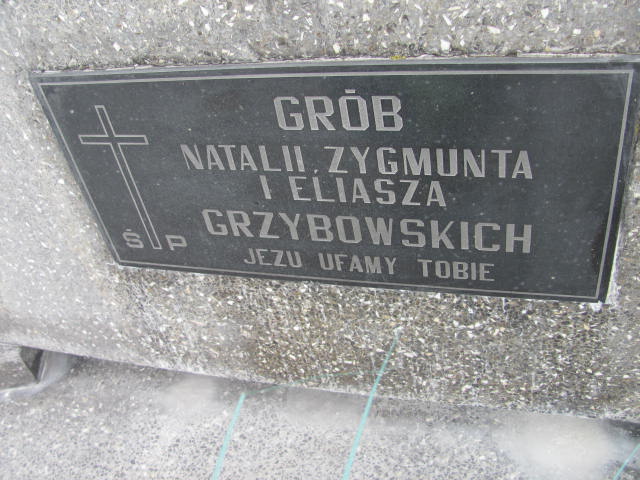 GRÓB
NATALII, ZYGMUNTA
I ELIASZA
GRZYBOWSKICH
Ś P
JEZU UFAMY TOBIE